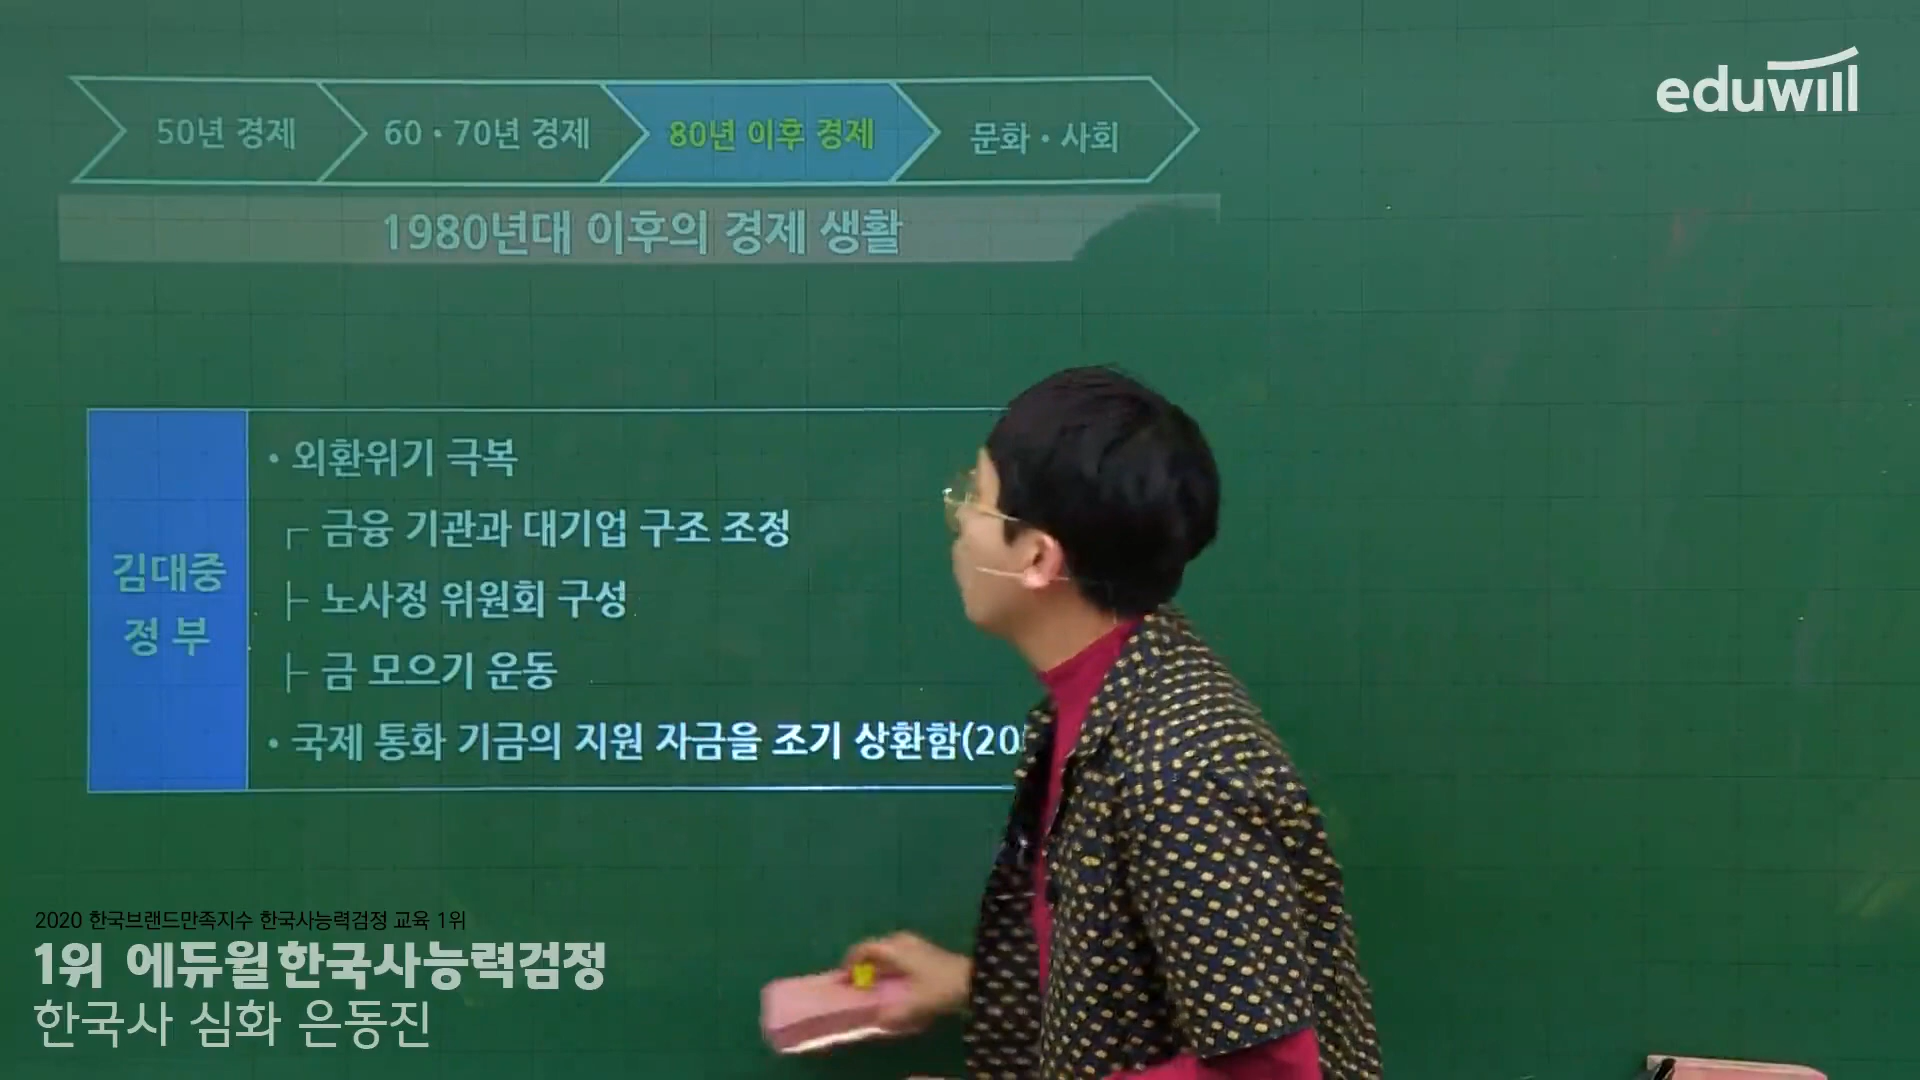 eduwill
50년 경제
60·70년 경제
80년 이후 경제
문화·사회
1980년대 이후의 경제 생활
김대중
정부
• 외환위기 극복
금융 기관과 대기업 구조 조정
노사정 위원회 구성
금 모으기 운동
• 국제 통화 기금의 지원 자금을 조기 상환함(20
2020 한국브랜드만족지수 한국사능력검정 교육 1위
1위 에듀윌 한국사능력검정
한국사 심화 은동진